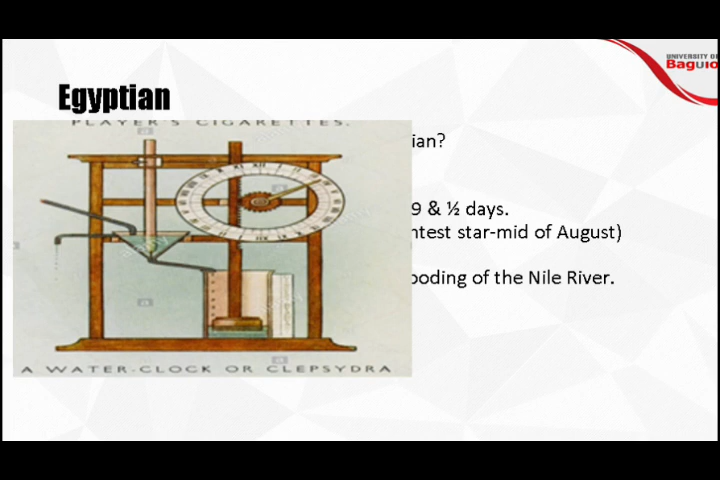 UNIVERSITY OF
Baguio
Egyptian
PLAYER'S CIGARETTES.
ian?
9 & ½ days.
ntest star-mid of August)
ooding of the Nile River.
A WATER-CLOCK OR CLEPSYDRA